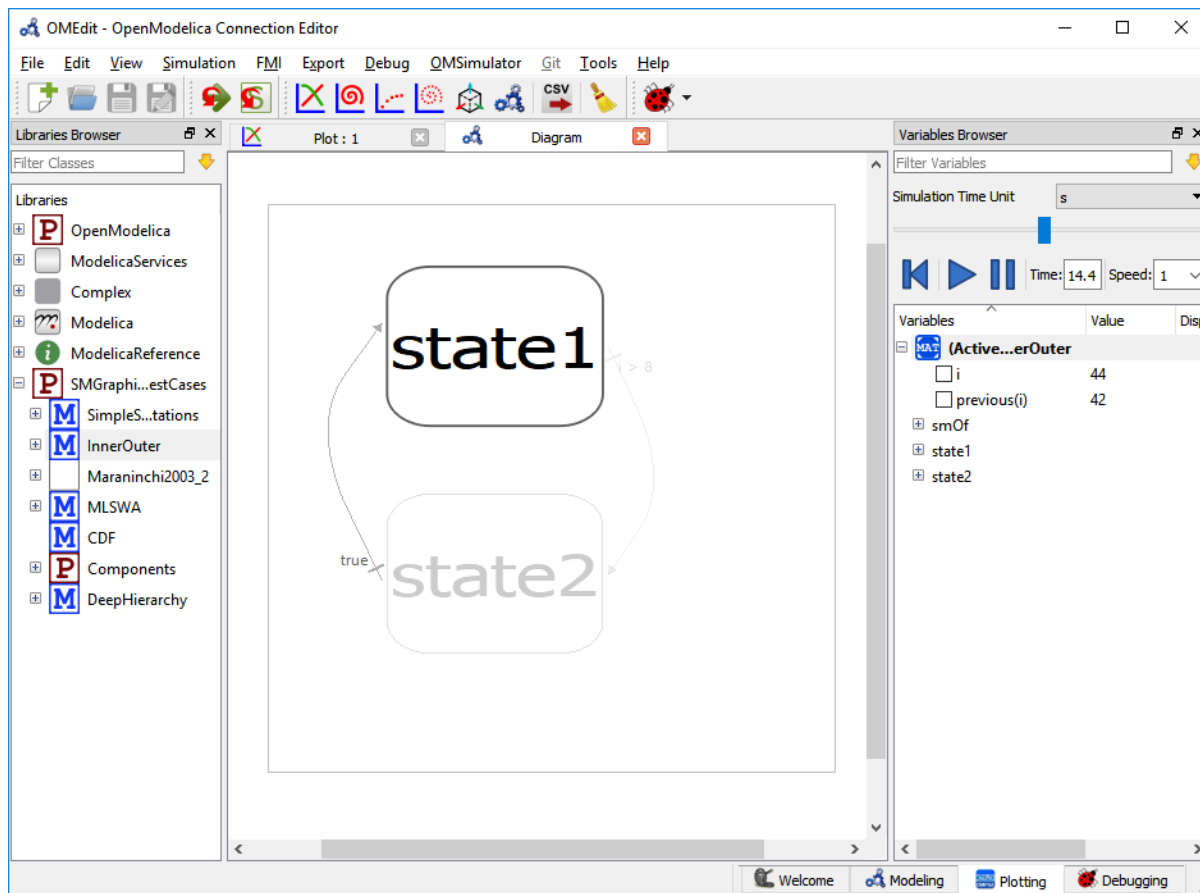 OMEdit - OpenModelica Connection Editor
File Edit View Simulation FMI Export Debug OMSimulator Git Tools Help
S CSV
Libraries Browser
Filter Classes
Libraries
P OpenModelica
ModelicaServices
Complex
Modelica
i ModelicaReference
P SMGraphi...estCases
M SimpleS...tations
M InnerOuter
Maraninchi2003_2
M MLSWA
M CDF
P Components
M DeepHierarchy
Plot : 1
Diagram
state1
i > 8
true
state2
Variables Browser
Filter Variables
Simulation Time Unit s
Time: 14.4 Speed: 1
Variables Value Disp
MAT (Active...erOuter
i 44
previous(i) 42
smOf
state1
state2
Welcome Modeling Plotting Debugging